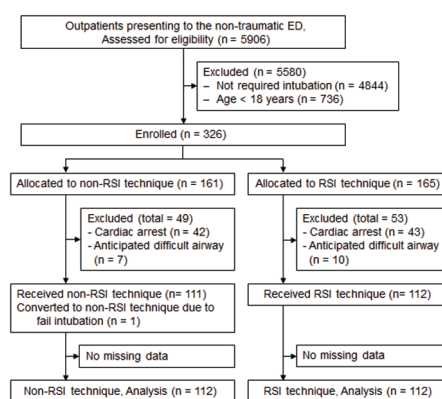 Outpatients presenting to the non-traumatic ED,
Assessed for eligibility (n = 5906)
Excluded (n = 5580)
– Not required intubation (n = 4844)
– Age < 18 years (n = 736)
Enrolled (n = 326)
Allocated to non-RSI technique (n = 161)
Allocated to RSI technique (n = 165)
Excluded (total = 49)
- Cardiac arrest (n = 42)
- Anticipated difficult airway
(n = 7)
Excluded (total = 53)
- Cardiac arrest (n = 43)
- Anticipated difficult airway
(n = 10)
Received non-RSI technique (n= 111)
Converted to non-RSI technique due to
fail intubation (n = 1)
Received RSI technique (n = 112)
No missing data
No missing data
Non-RSI technique, Analysis (n = 112)
RSI technique, Analysis (n = 112)